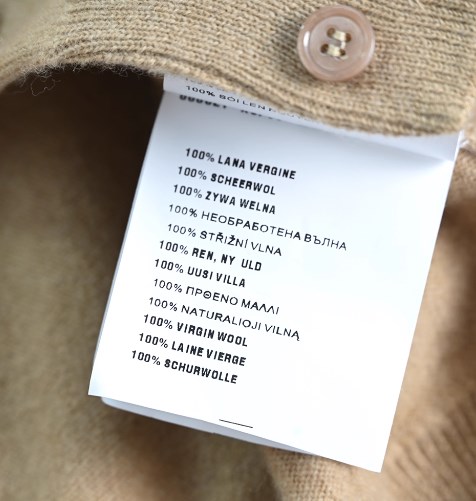 100%
100% LANA VERGINE
100% SCHEERWOL
100% ZYWA WELNA
100% НЕОБРАБОТЕНА ВЪЛНА
100% STŘIŽNÍ VLNA
100% REN, NY ULD
100% UUSI VILLA
100% ΠΡΘΕΝΟ ΜΑΛΛΙ
100% NATURALIOJI VILNĄ
100% VIRGIN WOOL
100% LAINE VIERGE
100% SCHURWOLLE